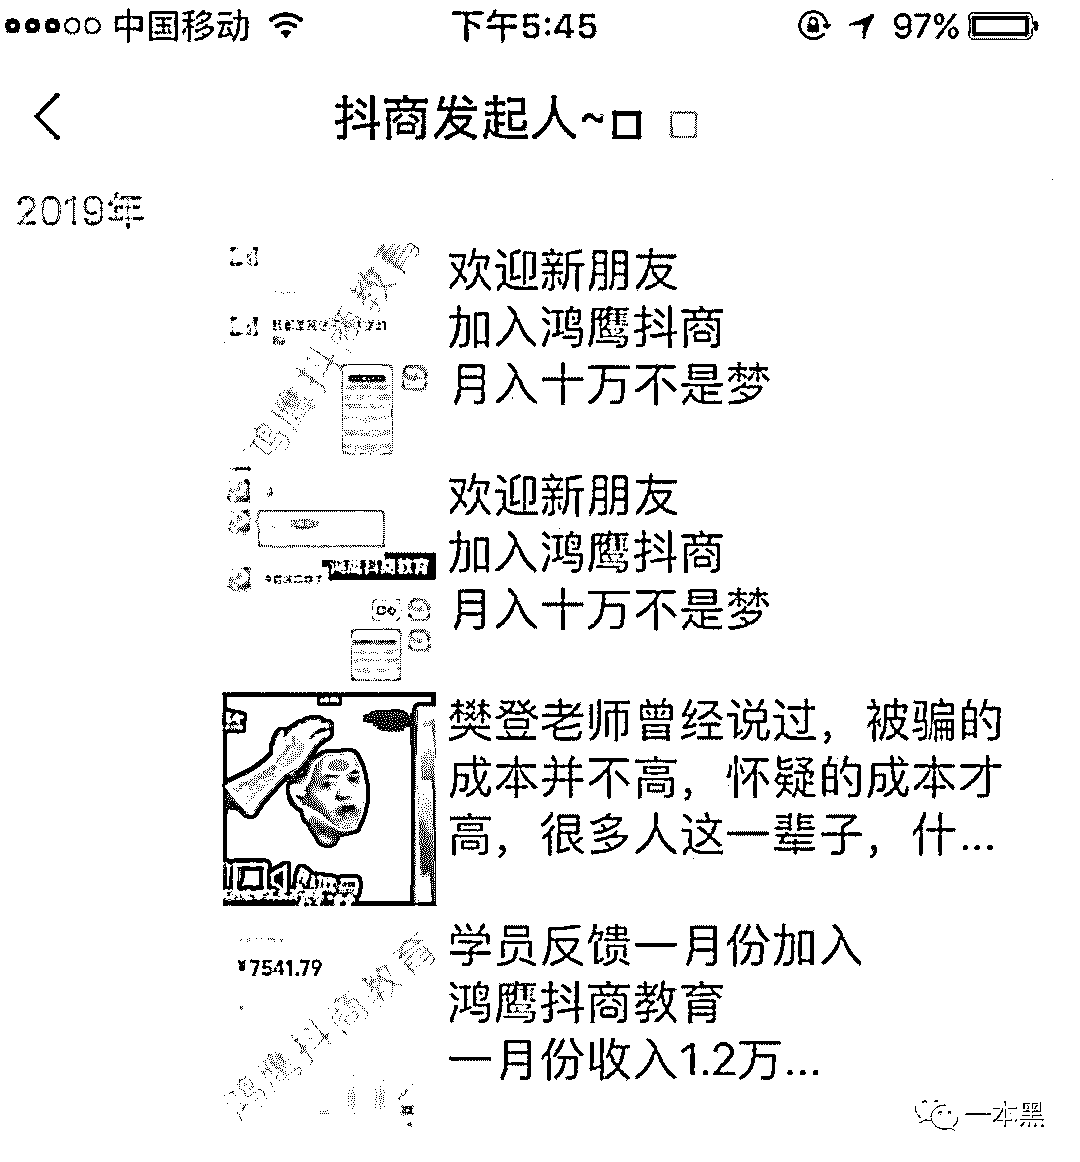 中国移动 下午5:45 97%
抖商发起人~
2019年
鸿鹰抖商教育
欢迎新朋友
加入鸿鹰抖商
月入十万不是梦
鸿鹰抖商教育
欢迎新朋友
加入鸿鹰抖商
月入十万不是梦
樊登老师曾经说过，被骗的
成本并不高，怀疑的成本才
高，很多人这一辈子，什...
¥7541.79
鸿鹰抖商教育
学员反馈一月份加入
鸿鹰抖商教育
一月份收入1.2万...
一本黑